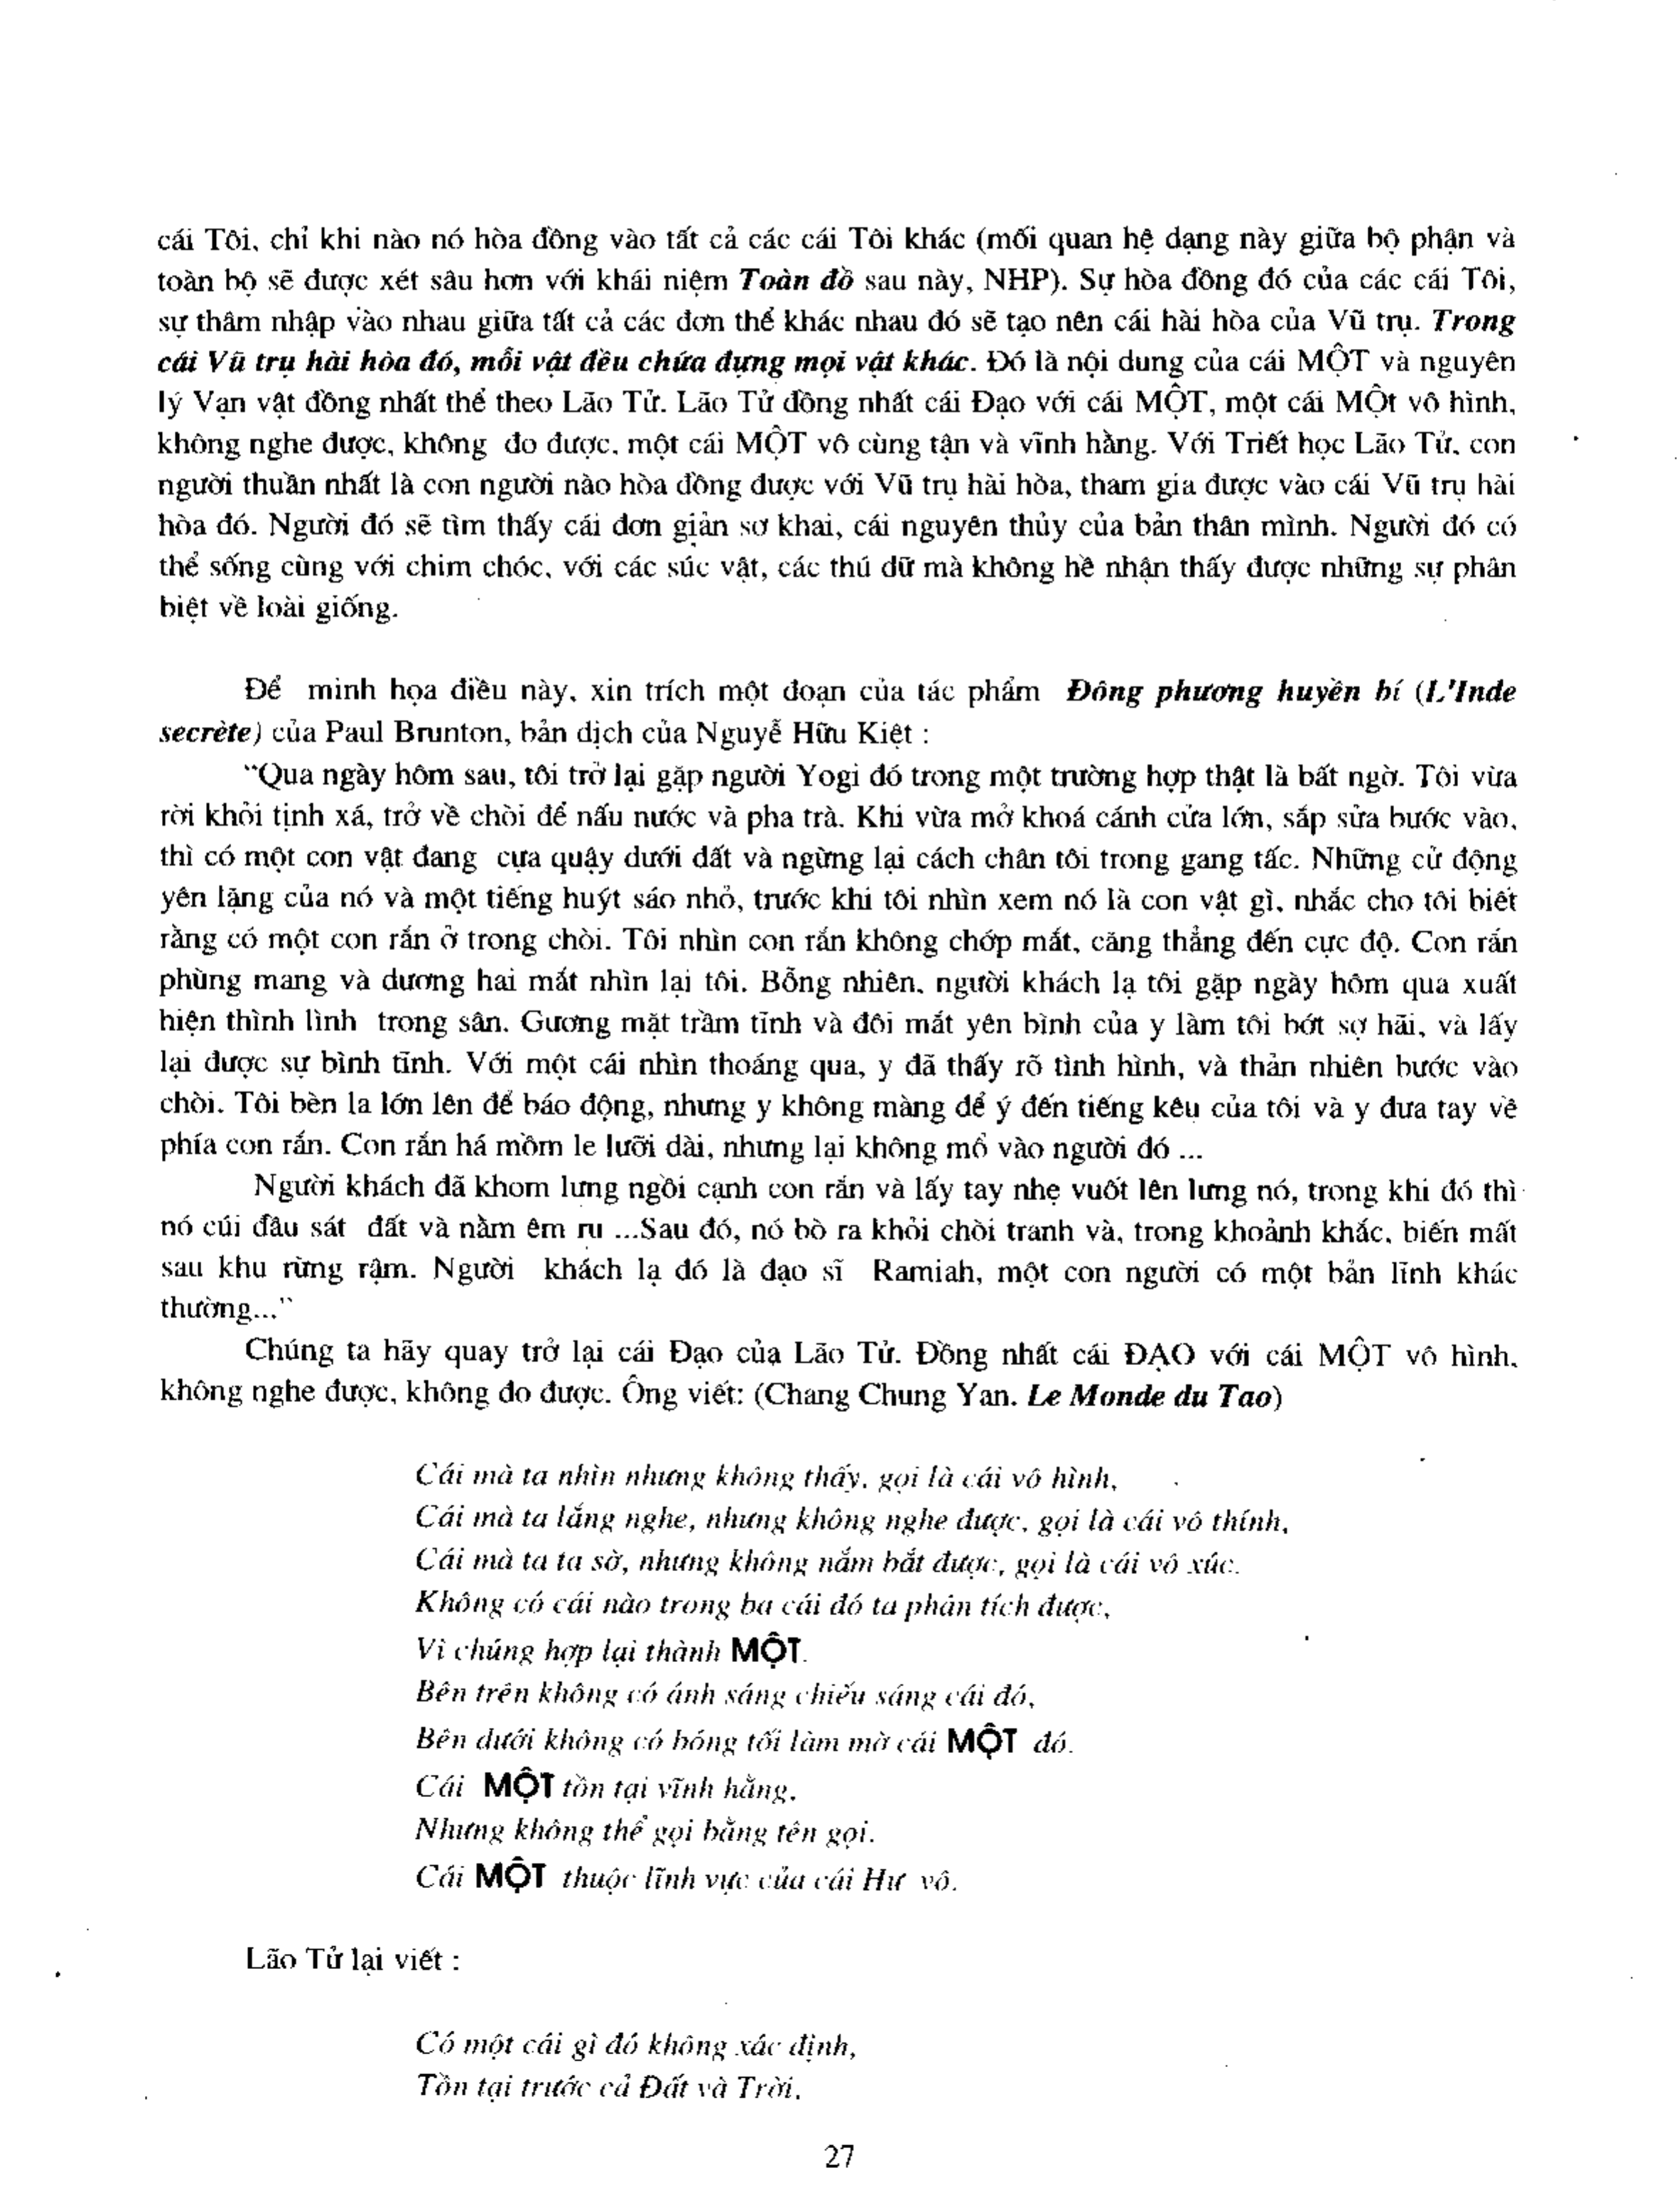 cái Tôi, chỉ khi nào nó hòa đồng vào tất cả các cái Tôi khác (mối quan hệ dạng này giữa bộ phận và
toàn bộ sẽ được xét sâu hơn với khái niệm Toàn đồ sau này, NHP). Sự hòa đồng đó của các cái Tôi,
sự thâm nhập vào nhau giữa tất cả các đơn thể khác nhau đó sẽ tạo nên cái hài hòa của Vũ trụ. Trong
cái Vũ trụ hài hòa đó, mỗi vật đều chứa đựng mọi vật khác. Đó là nội dung của cái MỘT và nguyên
lý Vạn vật đồng nhất thể theo Lão Tử. Lão Tử đồng nhất cái Đạo với cái MỘT, một cái MỘt vô hình,
không nghe được, không đo được, một cái MỘT vô cùng tận và vĩnh hằng. Với Triết học Lão Tử, con
người thuần nhất là con người nào hòa đồng được với Vũ trụ hài hòa, tham gia được vào cái Vũ trụ hài
hòa đó. Người đó sẽ tìm thấy cái đơn giản sơ khai, cái nguyên thủy của bản thân mình. Người đó có
thể sống cùng với chim chóc, với các súc vật, các thú dữ mà không hề nhận thấy được những sự phân
biệt về loài giống.
Để minh họa điều này, xin trích một đoạn của tác phẩm Đông phương huyền bí (L'Inde
secrète) của Paul Brunton, bản dịch của Nguyễ Hữu Kiệt :
“Qua ngày hôm sau, tôi trở lại gặp người Yogi đó trong một trường hợp thật là bất ngờ. Tôi vừa
rời khỏi tịnh xá, trở về chòi để nấu nước và pha trà. Khi vừa mở khoá cánh cửa lớn, sắp sửa bước vào,
thì có một con vật đang cựa quậy dưới đất và ngừng lại cách chân tôi trong gang tấc. Những cử động
yên lặng của nó và một tiếng huýt sáo nhỏ, trước khi tôi nhìn xem nó là con vật gì, nhắc cho tôi biết
rằng có một con rắn ở trong chòi. Tôi nhìn con rắn không chớp mắt, căng thẳng đến cực độ. Con rắn
phùng mang và dương hai mắt nhìn lại tôi. Bỗng nhiên, người khách lạ tôi gặp ngày hôm qua xuất
hiện thình lình trong sân. Gương mặt trầm tĩnh và đôi mắt yên bình của y làm tôi bớt sợ hãi, và lấy
lại được sự bình tĩnh. Với một cái nhìn thoáng qua, y đã thấy rõ tình hình, và thản nhiên bước vào
chòi. Tôi bèn la lớn lên để báo động, nhưng y không màng để ý đến tiếng kêu của tôi và y đưa tay về
phía con rắn. Con rắn há mồm le lưỡi dài, nhưng lại không mổ vào người đó ...
Người khách đã khom lưng ngồi cạnh con rắn và lấy tay nhẹ vuốt lên lưng nó, trong khi đó thì
nó cúi đầu sát đất và nằm êm ru ...Sau đó, nó bò ra khỏi chòi tranh và, trong khoảnh khắc, biến mất
sau khu rừng rậm. Người khách lạ đó là đạo sĩ Ramiah, một con người có một bản lĩnh khác
thường...”
Chúng ta hãy quay trở lại cái Đạo của Lão Tử. Đồng nhất cái ĐẠO với cái MỘT vô hình,
không nghe được, không đo được. Ông viết: (Chang Chung Yan. Le Monde du Tao)
Cái mà ta nhìn nhưng không thấy, gọi là cái vô hình,
Cái mà ta lắng nghe, nhưng không nghe được, gọi là cái vô thính,
Cái mà ta ta sờ, nhưng không nắm bắt được, gọi là cái vô xúc.
Không có cái nào trong ba cái đó ta phân tích được,
Vì chúng hợp lại thành MỘT.
Bên trên không có ánh sáng chiếu sáng cái đó,
Bên dưới không có bóng tối làm mờ cái MỘT đó.
Cái MỘT tồn tại vĩnh hằng,
Nhưng không thể gọi bằng tên gọi.
Cái MỘT thuộc lĩnh vực của cái Hư vô.
Lão Tử lại viết :
Có một cái gì đó không xác định,
Tồn tại trước cả Đất và Trời.
27